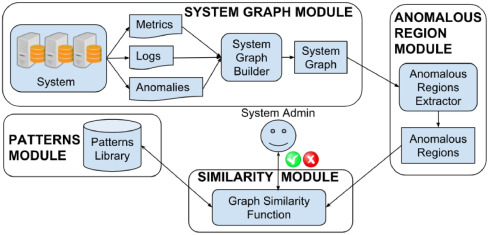 SYSTEM GRAPH MODULE
System
Metrics
Logs
Anomalies
System
Graph
Builder
System
Graph
ANOMALOUS
REGION
MODULE
Anomalous
Regions
Extractor
Anomalous
Regions
System Admin
PATTERNS
MODULE
Patterns
Library
SIMILARITY MODULE
Graph Similarity
Function